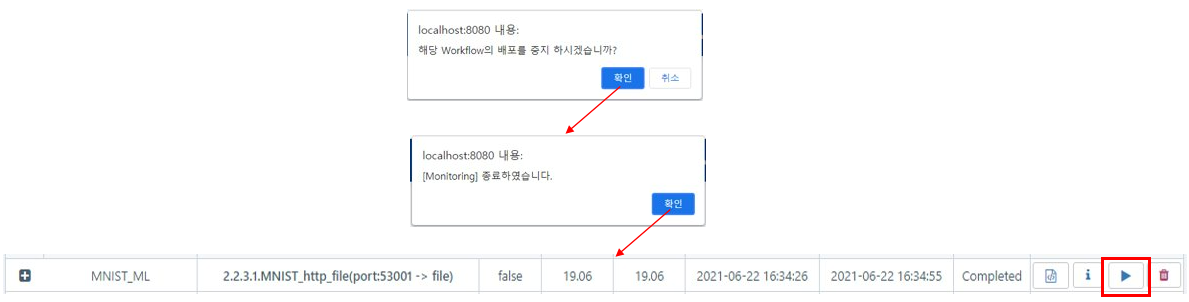 localhost:8080 내용:
해당 Workflow의 배포를 중지 하시겠습니까?
확인 취소
localhost:8080 내용:
[Monitoring] 종료하였습니다.
확인
MNIST_ML 2.2.3.1.MNIST_http_file(port:53001 -> file) false 19.06 19.06 2021-06-22 16:34:26 2021-06-22 16:34:55 Completed